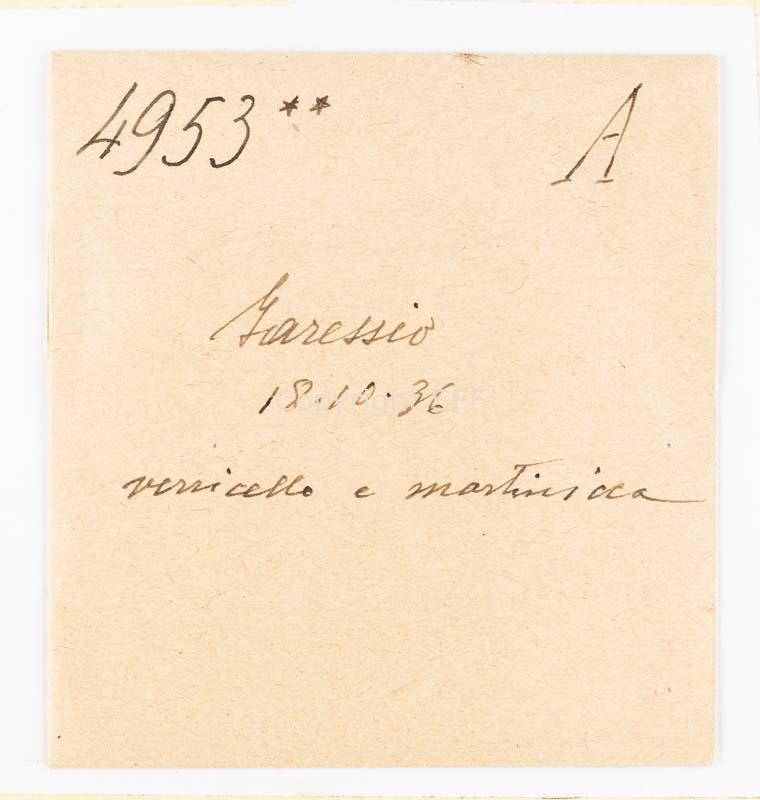 4953** A
Garessio
18.10.36
verricello e martinicca